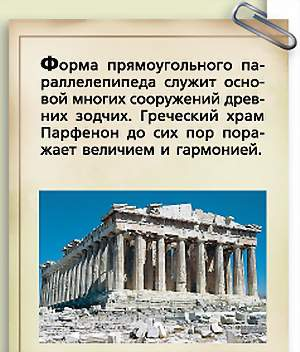 Форма прямоугольного па-
раллелепипеда служит осно-
вой многих сооружений древ-
них зодчих. Греческий храм
Парфенон до сих пор пора-
жает величием и гармонией.